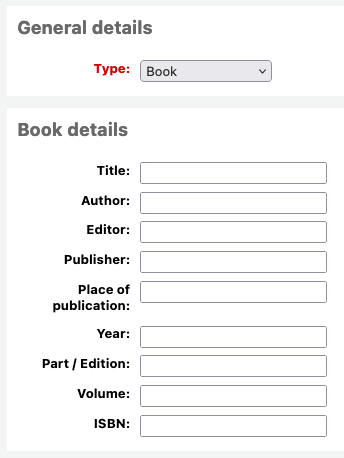 General details
Type: Book
Book details
Title:
Author:
Editor:
Publisher:
Place of
publication:
Year:
Part / Edition:
Volume:
ISBN: